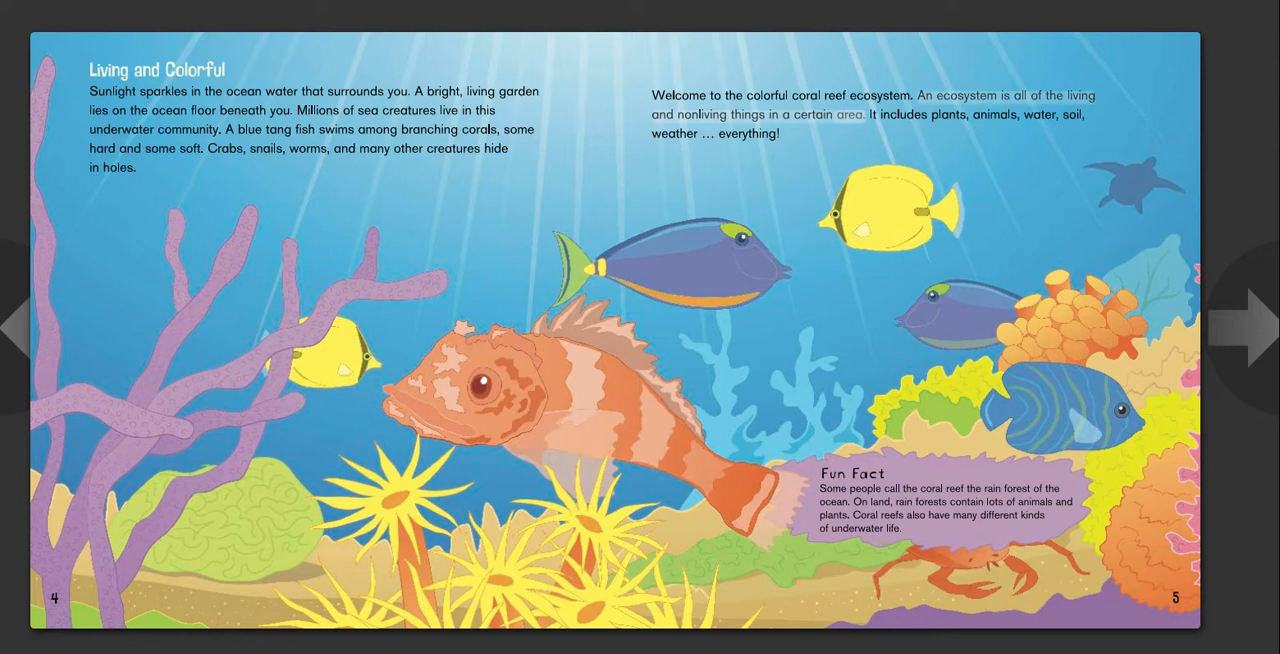 Living and Colorful
Sunlight sparkles in the ocean water that surrounds you. A bright, living garden
lies on the ocean floor beneath you. Millions of sea creatures live in this
underwater community. A blue tang fish swims among branching corals, some
hard and some soft. Crabs, snails, worms, and many other creatures hide
in holes.
Welcome to the colorful coral reef ecosystem. An ecosystem is all of the living
and nonliving things in a certain area. It includes plants, animals, water, soil,
weather … everything!
Fun Fact
Some people call the coral reef the rain forest of the
ocean. On land, rain forests contain lots of animals and
plants. Coral reefs also have many different kinds
of underwater life.
4
5